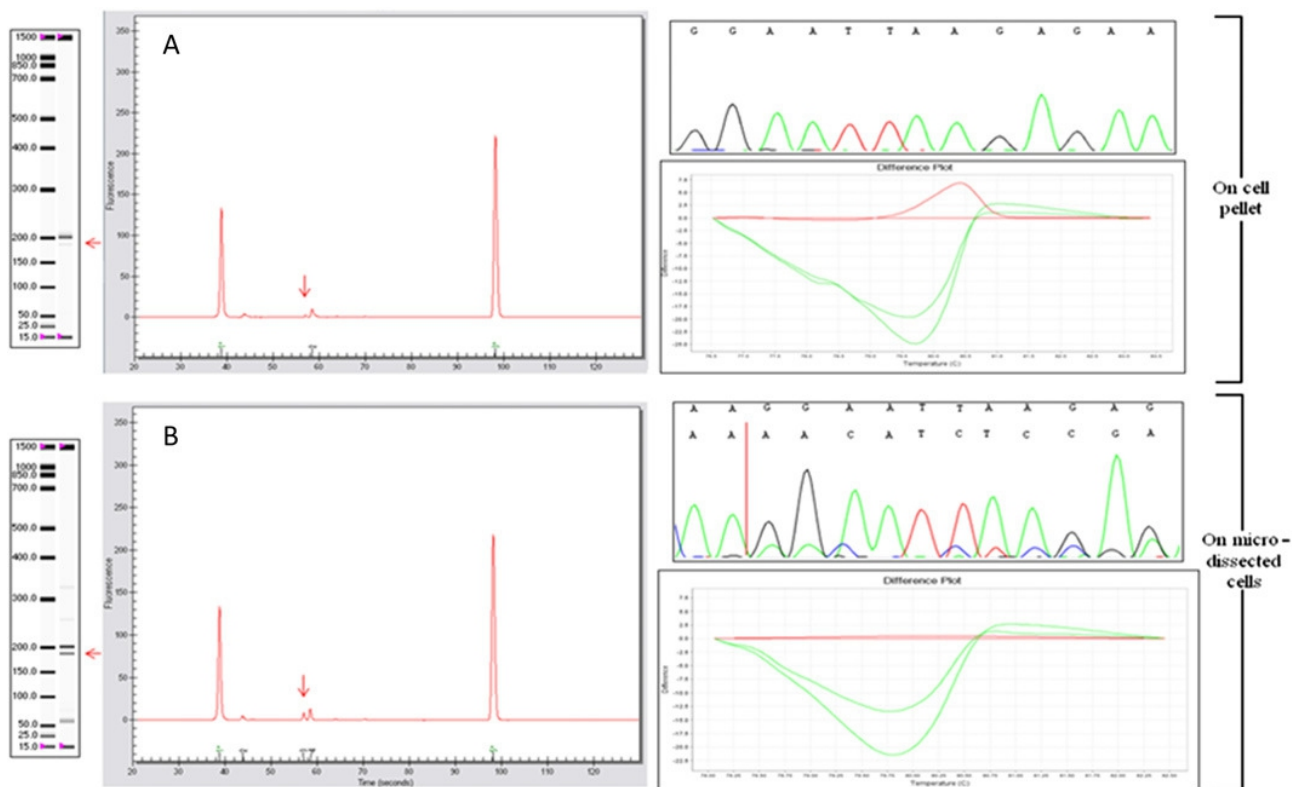 A
1500
1000
850.0
700.0
500.0
400.0
300.0
200.0
150.0
100.0
50.0
25.0
15.0
Fluorescence
350
300
250
200
150
100
50
0
20 30 40 50 60 70 80 90 100 110 120
Time (seconds)
G G A A T T A A G A G A A
Difference Plot
Difference
Temperature (C)
On cell
pellet
B
1500
1000
850.0
700.0
500.0
400.0
300.0
200.0
150.0
100.0
50.0
25.0
15.0
Fluorescence
350
300
250
200
150
100
50
0
20 30 40 50 60 70 80 90 100 110 120
Time (seconds)
A A G G A A T T A A G A G
A A A A C A T C T C C G A
Difference Plot
Difference
Temperature (C)
On micro-
dissected
cells